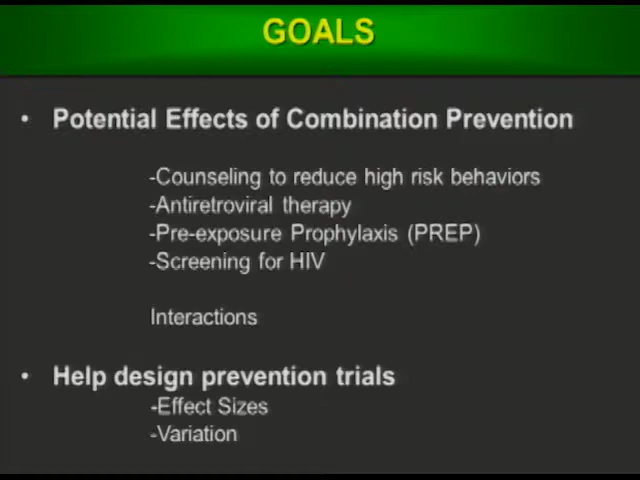 GOALS
• Potential Effects of Combination Prevention
-Counseling to reduce high risk behaviors
-Antiretroviral therapy
-Pre-exposure Prophylaxis (PREP)
-Screening for HIV
Interactions
• Help design prevention trials
-Effect Sizes
-Variation